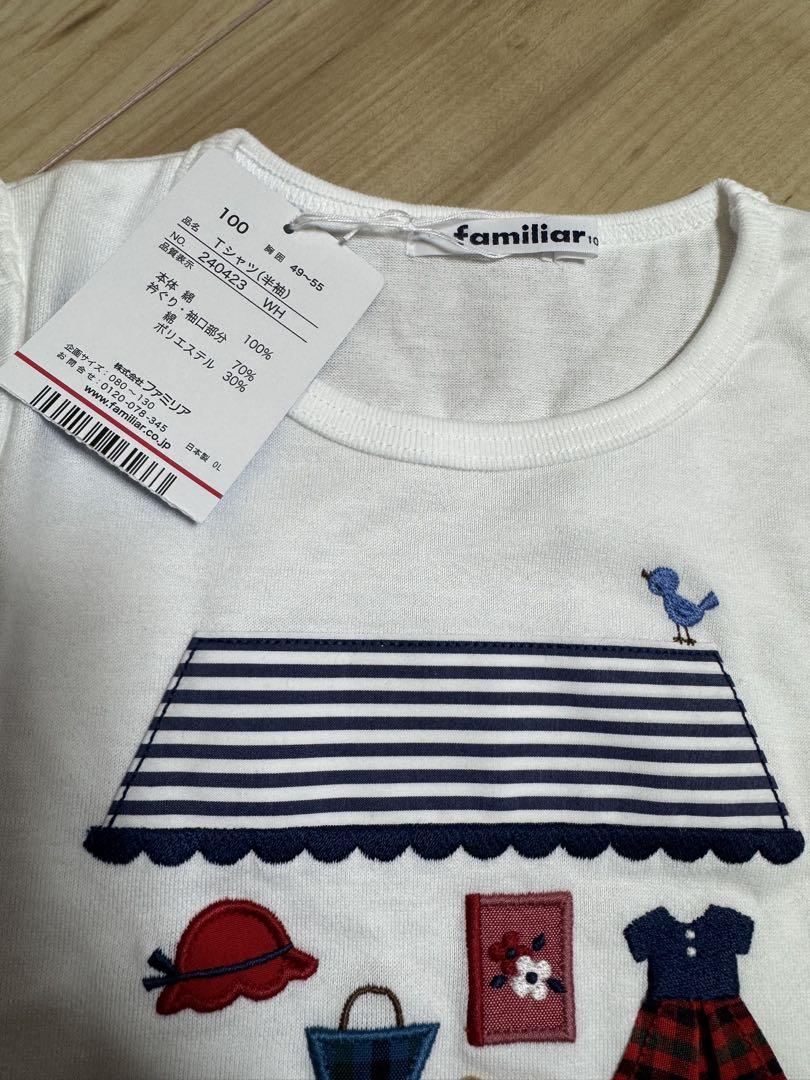 100
胸囲 49~55
品名 Tシャツ(半袖)
NO. 240423 WH
品質表示
本体 綿 100%
衿ぐり・袖口部分
綿 70%
ポリエステル 30%
企画サイズ:080~130
株式会社 ファミリア
お問合せ:0120-078-345
www.familiar.co.jp
日本製 0L
familiar